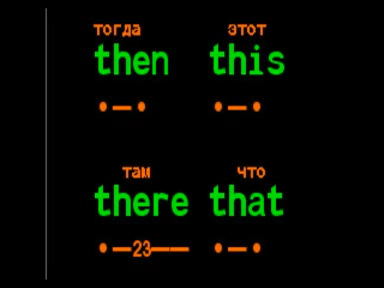 тогда этот
then this
•—• •—•
там что
there that
•—23—— •—•